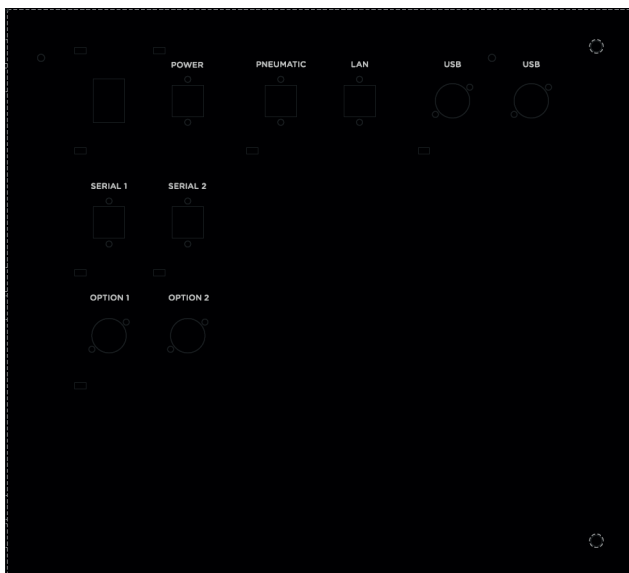 POWER PNEUMATIC LAN USB USB
SERIAL 1 SERIAL 2
OPTION 1 OPTION 2